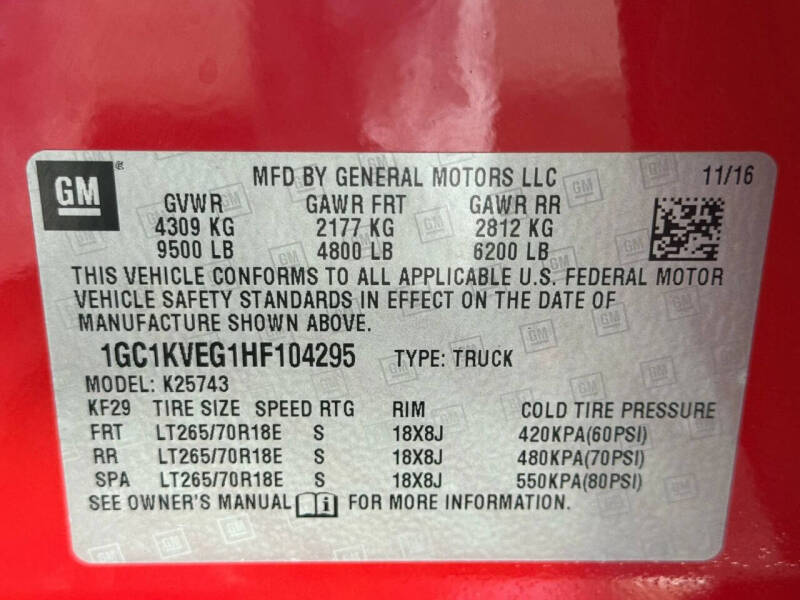 GM
MFD BY GENERAL MOTORS LLC 11/16
GVWR GAWR FRT GAWR RR
4309 KG 2177 KG 2812 KG
9500 LB 4800 LB 6200 LB
THIS VEHICLE CONFORMS TO ALL APPLICABLE U.S. FEDERAL MOTOR
VEHICLE SAFETY STANDARDS IN EFFECT ON THE DATE OF
MANUFACTURE SHOWN ABOVE.
1GC1KVEG1HF104295 TYPE: TRUCK
MODEL: K25743
KF29 TIRE SIZE SPEED RTG RIM COLD TIRE PRESSURE
FRT LT265/70R18E S 18X8J 420KPA(60PSI)
RR LT265/70R18E S 18X8J 480KPA(70PSI)
SPA LT265/70R18E S 18X8J 550KPA(80PSI)
SEE OWNER'S MANUAL i FOR MORE INFORMATION.